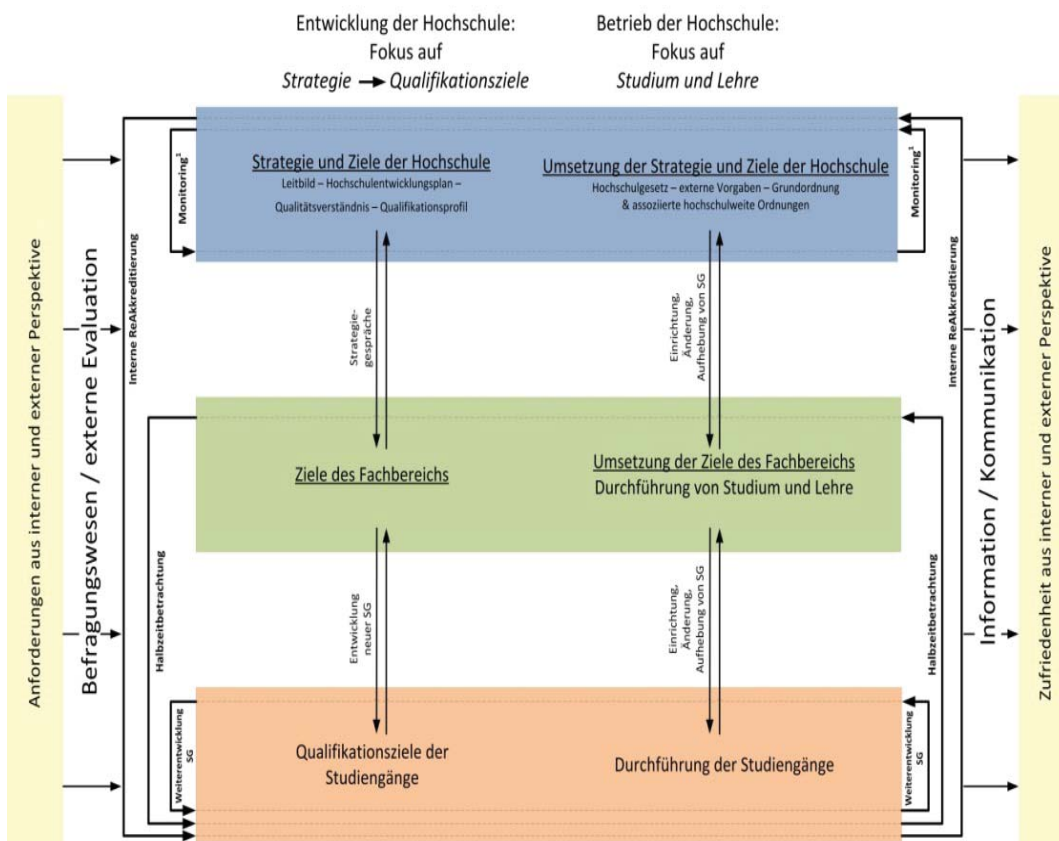 Entwicklung der Hochschule:
Fokus auf
Strategie → Qualifikationsziele
Betrieb der Hochschule:
Fokus auf
Studium und Lehre
Anforderungen aus interner und externer Perspektive
Befragungswesen / externe Evaluation
Interne ReAkkreditierung
Monitoring¹
Strategie und Ziele der Hochschule
Leitbild – Hochschulentwicklungsplan –
Qualitätsverständnis – Qualifikationsprofil
Umsetzung der Strategie und Ziele der Hochschule
Hochschulgesetz – externe Vorgaben – Grundordnung
& assoziierte hochschulweite Ordnungen
Monitoring¹
Interne ReAkkreditierung
Information / Kommunikation
Zufriedenheit aus interner und externer Perspektive
Strategie-
gespräche
Einrichtung,
Änderung,
Aufhebung von SG
Ziele des Fachbereichs
Umsetzung der Ziele des Fachbereichs
Durchführung von Studium und Lehre
Halbzeitbetrachtung
Entwicklung
neuer SG
Einrichtung,
Änderung,
Aufhebung von SG
Halbzeitbetrachtung
Weiterentwicklung
SG
Qualifikationsziele der
Studiengänge
Durchführung der Studiengänge
Weiterentwicklung
SG